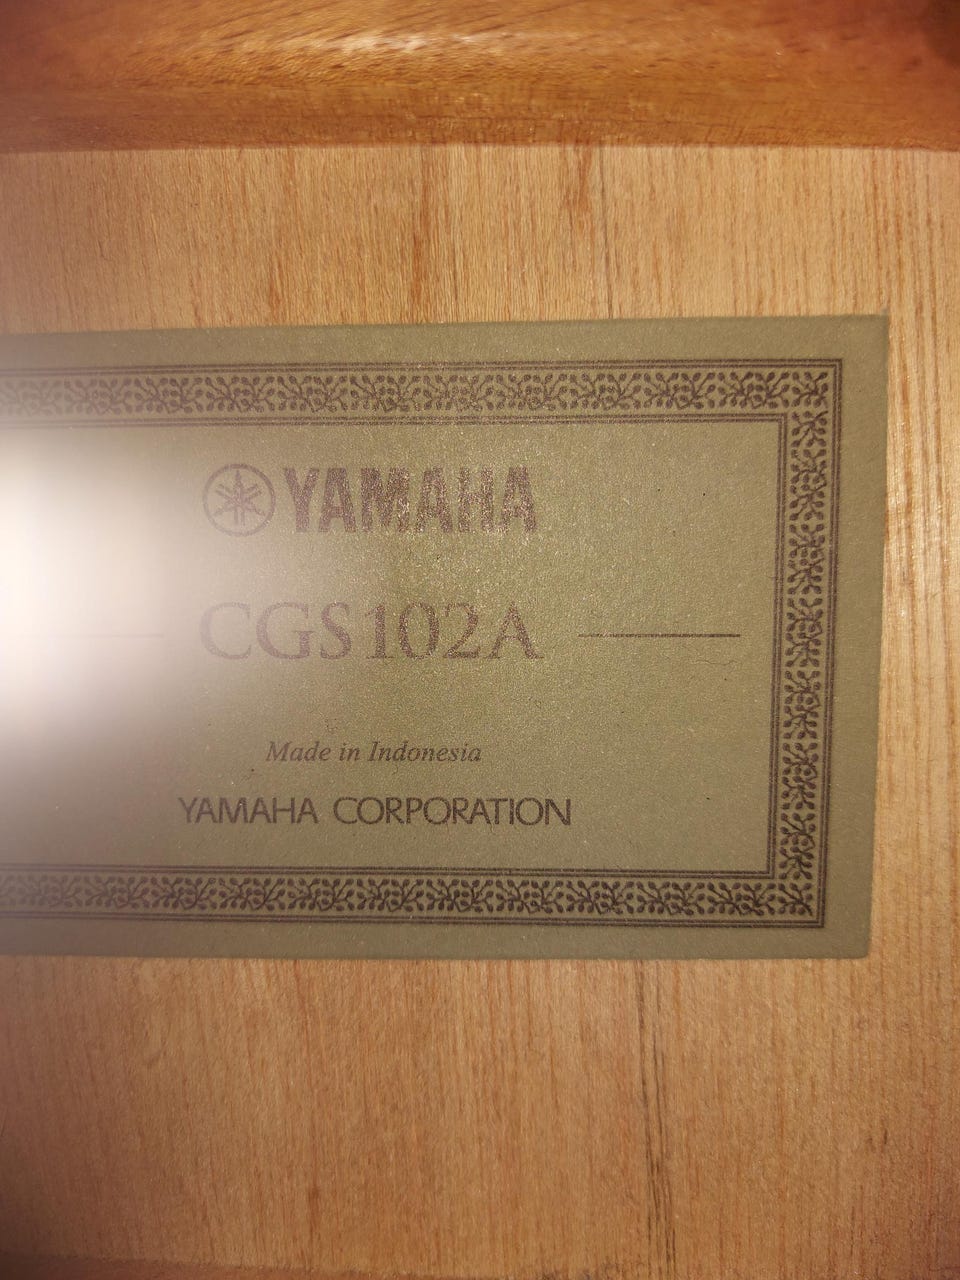 YAMAHA
CGS102A
Made in Indonesia
YAMAHA CORPORATION